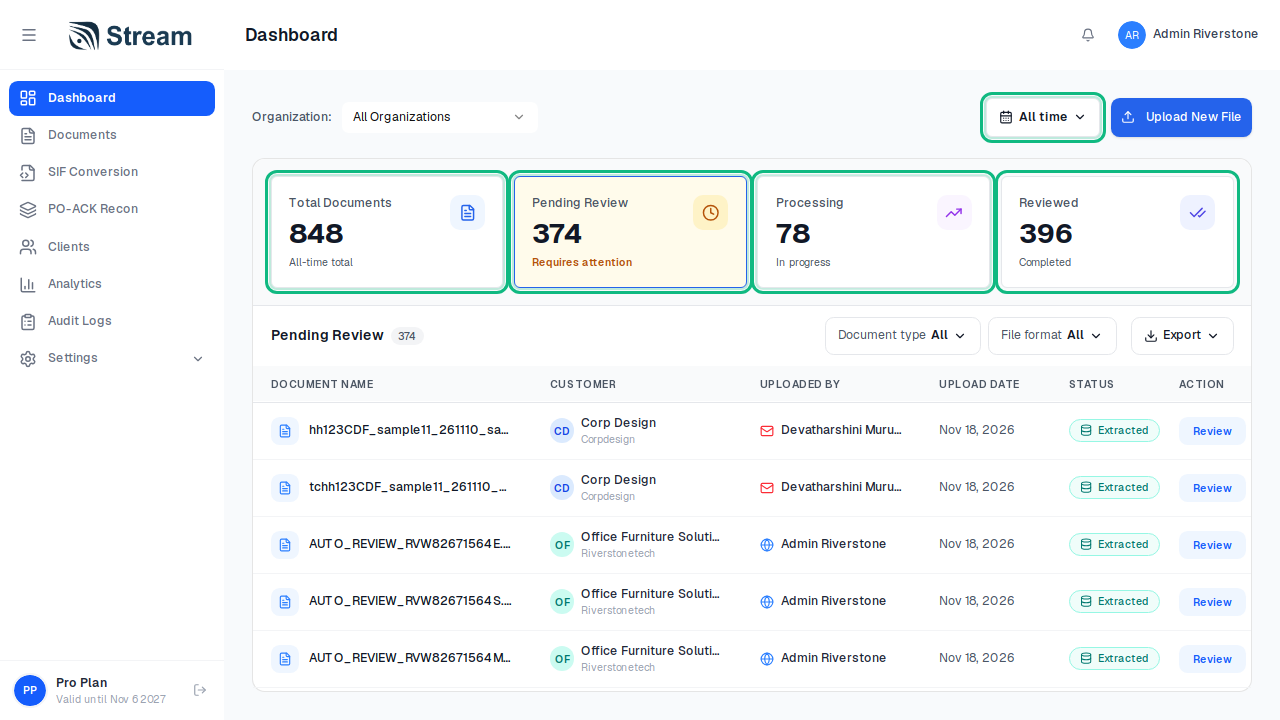 Stream
Dashboard
AR
Admin Riverstone
Dashboard
Documents
SIF Conversion
PO-ACK Recon
Clients
Analytics
Audit Logs
Settings
PP
Pro Plan
Valid until Nov 6 2027
Organization:
All Organizations
All time
Upload New File
Total Documents
848
All-time total
Pending Review
374
Requires attention
Processing
78
In progress
Reviewed
396
Completed
Pending Review 374
Document type All
File format All
Export
DOCUMENT NAME CUSTOMER UPLOADED BY UPLOAD DATE STATUS ACTION
hh123CDF_sample11_261110_sa... CD Corp Design Devatharshini Muru... Nov 18, 2026 Extracted Review
Corpdesign
tchh123CDF_sample11_261110_... CD Corp Design Devatharshini Muru... Nov 18, 2026 Extracted Review
Corpdesign
AUTO_REVIEW_RVW82671564E.... OF Office Furniture Soluti... Admin Riverstone Nov 18, 2026 Extracted Review
Riverstonetech
AUTO_REVIEW_RVW82671564S.... OF Office Furniture Soluti... Admin Riverstone Nov 18, 2026 Extracted Review
Riverstonetech
AUTO_REVIEW_RVW82671564M... OF Office Furniture Soluti... Admin Riverstone Nov 18, 2026 Extracted Review
Riverstonetech